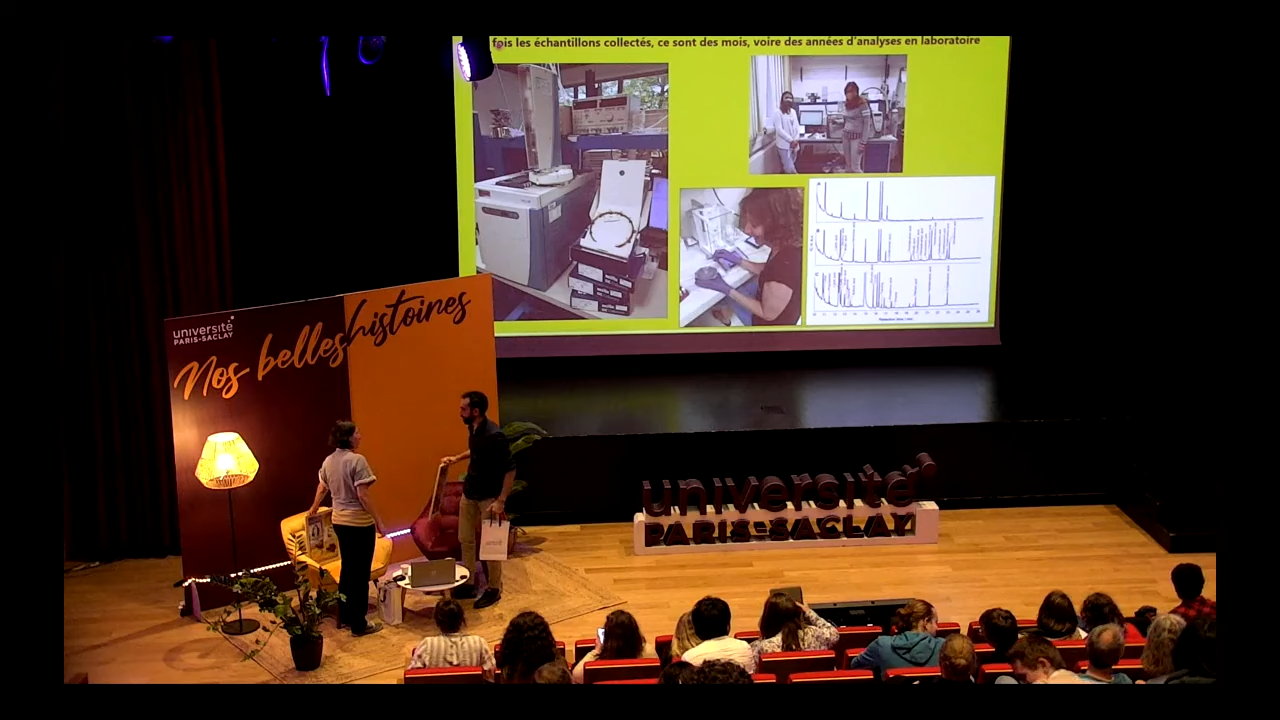 fois les échantillons collectés, ce sont des mois, voire des années d'analyses en laboratoire
université
PARIS-SACLAY
Nos belles histoires
université
PARIS-SACLAY